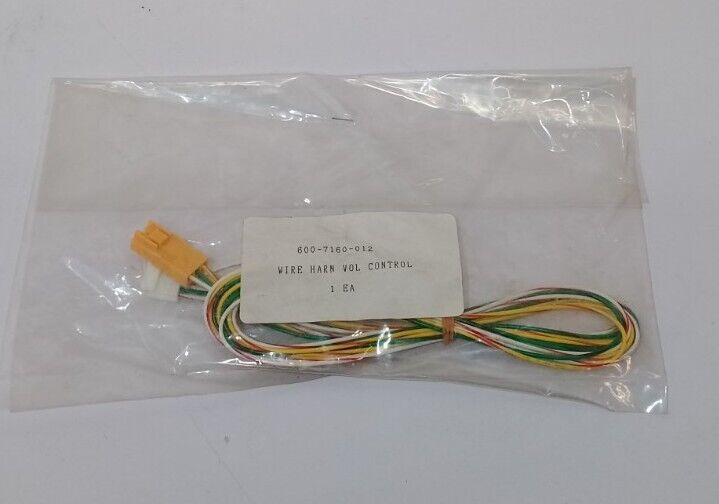 600-7160-012
WIRE HARN VOL CONTROL
1 EA